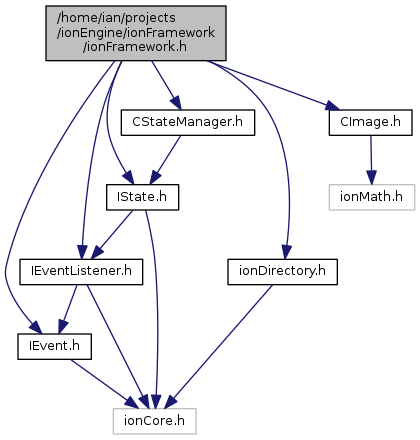 /home/ian/projects
/ionEngine/ionFramework
/ionFramework.h
CStateManager.h
CImage.h
IState.h
ionMath.h
IEventListener.h
ionDirectory.h
IEvent.h
ionCore.h